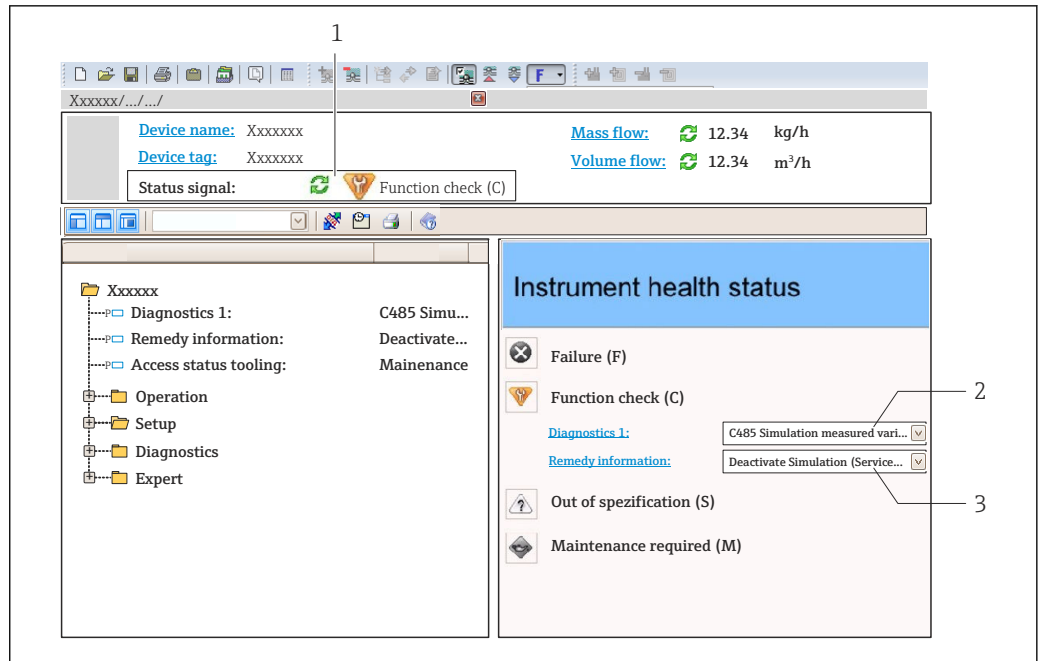 1
F
Xxxxxx/.../.../
Device name: Xxxxxxx Mass flow: 12.34 kg/h
Device tag: Xxxxxxx Volume flow: 12.34 m³/h
Status signal: Function check (C)
Xxxxxx
P Diagnostics 1: C485 Simu...
P Remedy information: Deactivate...
P Access status tooling: Mainenance
Operation
Setup
Diagnostics
Expert
Instrument health status
Failure (F)
Function check (C)
2
Diagnostics 1: C485 Simulation measured vari...
Remedy information: Deactivate Simulation (Service...
Out of spezification (S)
3
Maintenance required (M)